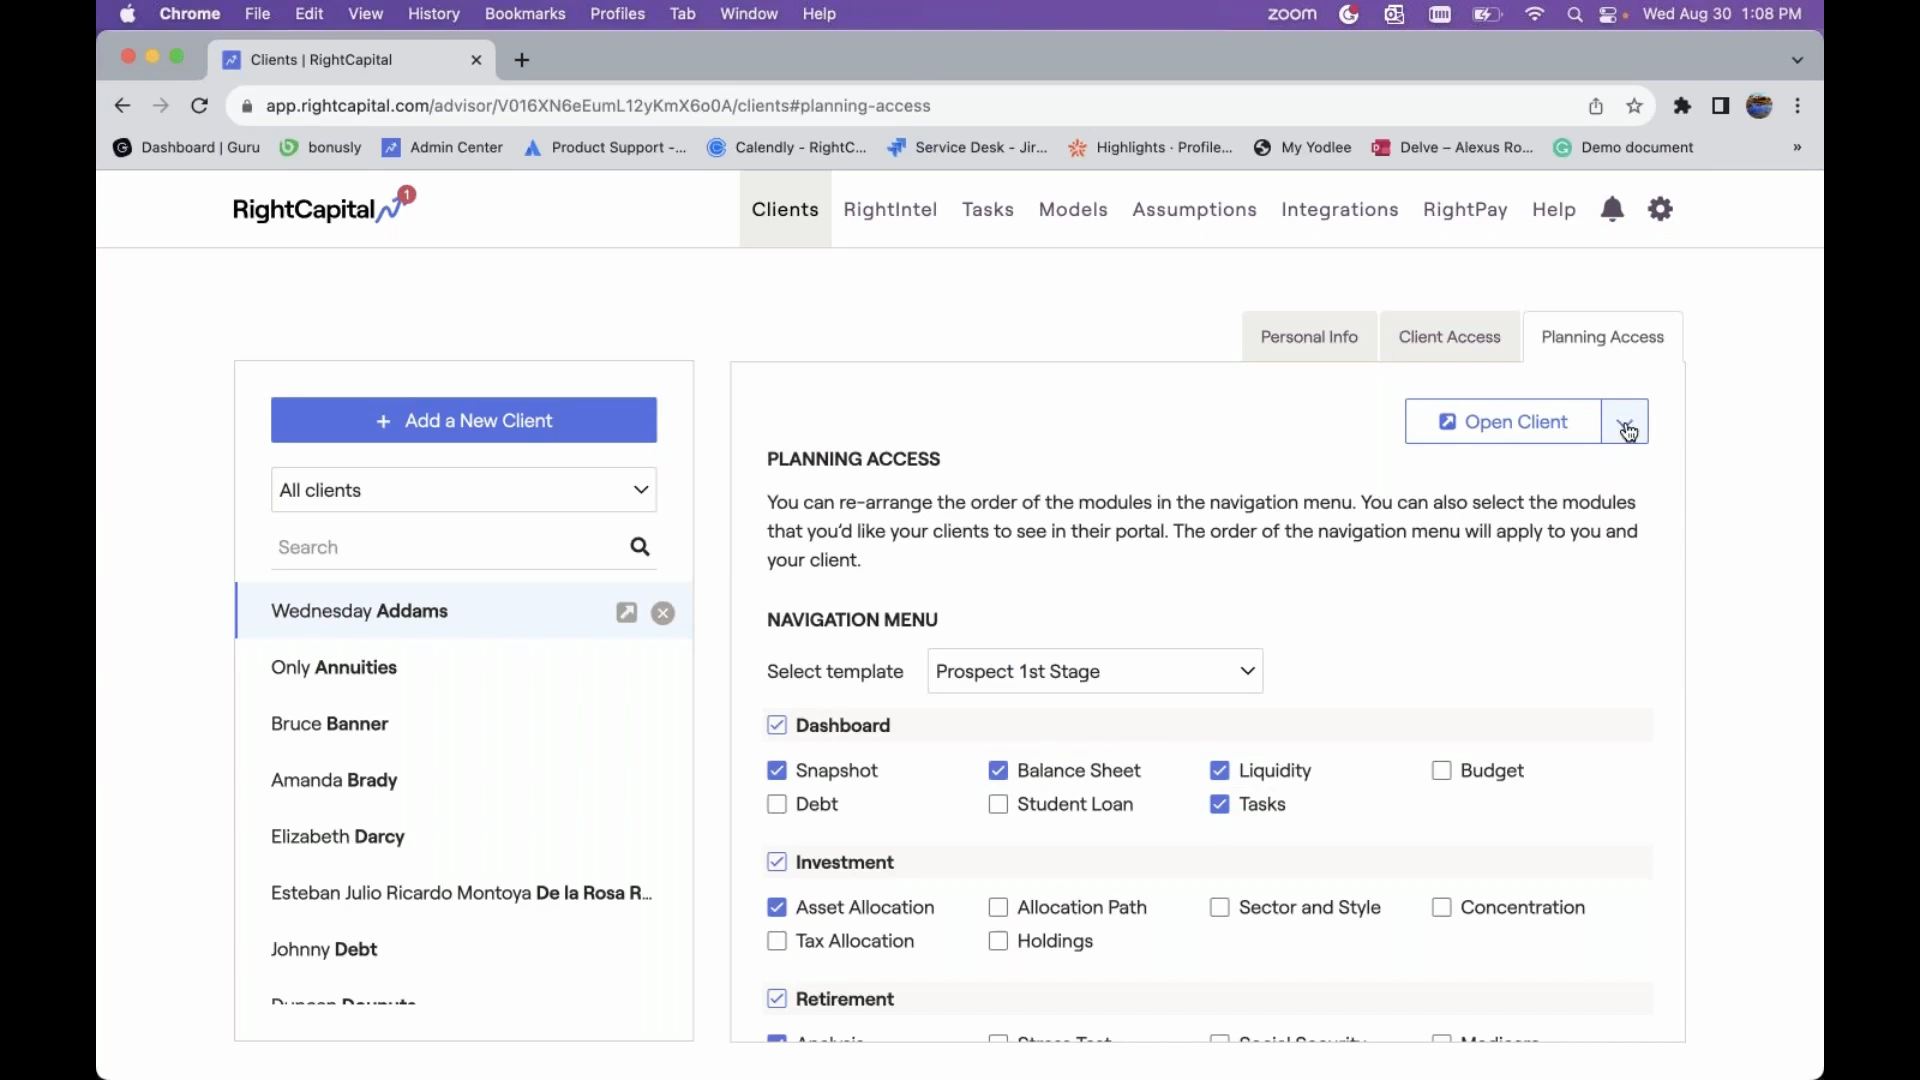 Chrome File Edit View History Bookmarks Profiles Tab Window Help zoom Wed Aug 30 1:08 PM
Clients | RightCapital
app.rightcapital.com/advisor/V016XN6eEumL12yKmX6o0A/clients#planning-access
Dashboard | Guru bonusly Admin Center Product Support -... Calendly - RightC... Service Desk - Jir... Highlights · Profile... My Yodlee Delve – Alexus Ro... Demo document »
RightCapital 1 Clients RightIntel Tasks Models Assumptions Integrations RightPay Help
Personal Info Client Access Planning Access
+ Add a New Client
All clients
Search
Wednesday Addams
Only Annuities
Bruce Banner
Amanda Brady
Elizabeth Darcy
Esteban Julio Ricardo Montoya De la Rosa R...
Johnny Debt
Open Client
PLANNING ACCESS
You can re-arrange the order of the modules in the navigation menu. You can also select the modules
that you'd like your clients to see in their portal. The order of the navigation menu will apply to you and
your client.
NAVIGATION MENU
Select template Prospect 1st Stage
Dashboard
Snapshot Balance Sheet Liquidity Budget
Debt Student Loan Tasks
Investment
Asset Allocation Allocation Path Sector and Style Concentration
Tax Allocation Holdings
Retirement
Analysis Stress Test Social Security Medicare